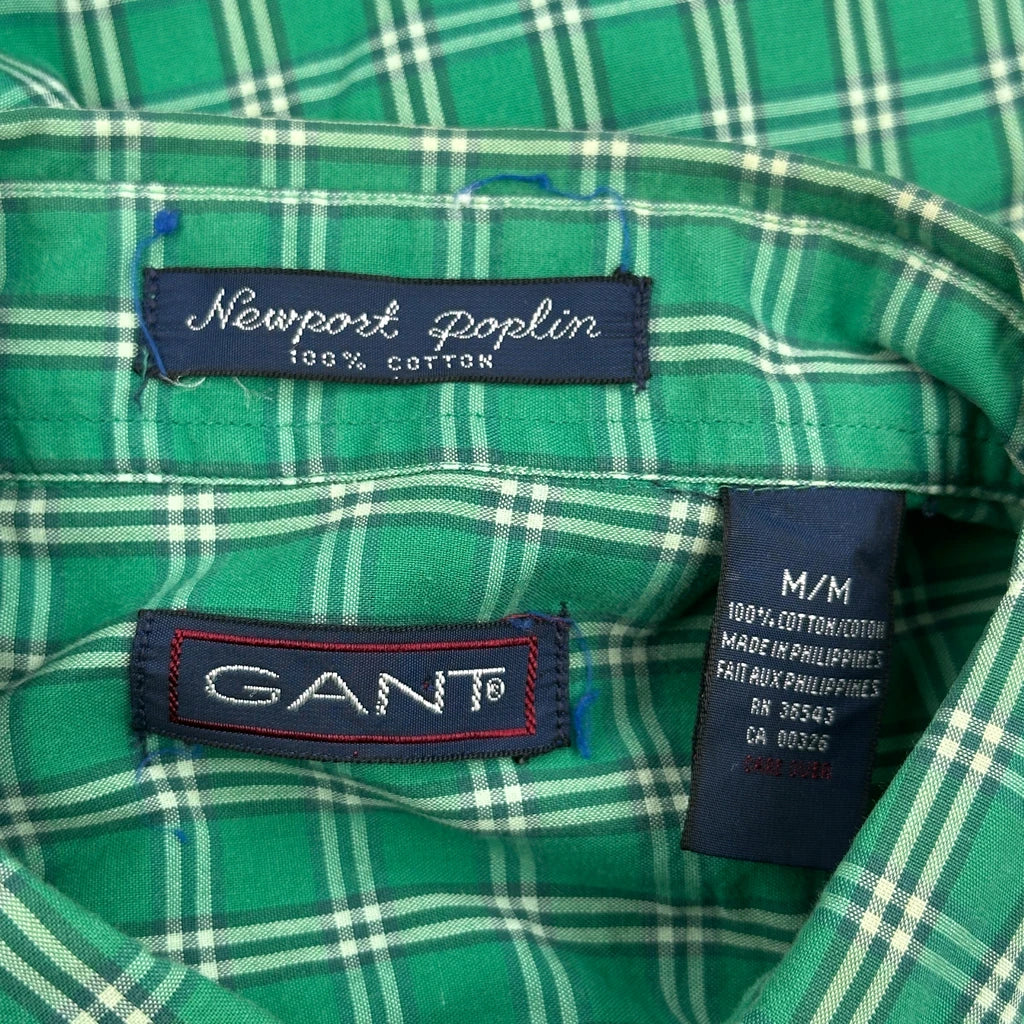 Newport Poplin
100% COTTON
GANT®
M/M
100% COTTON/COTON
MADE IN PHILIPPINES
FAIT AUX PHILIPPINES
RN 36543
CA 00326